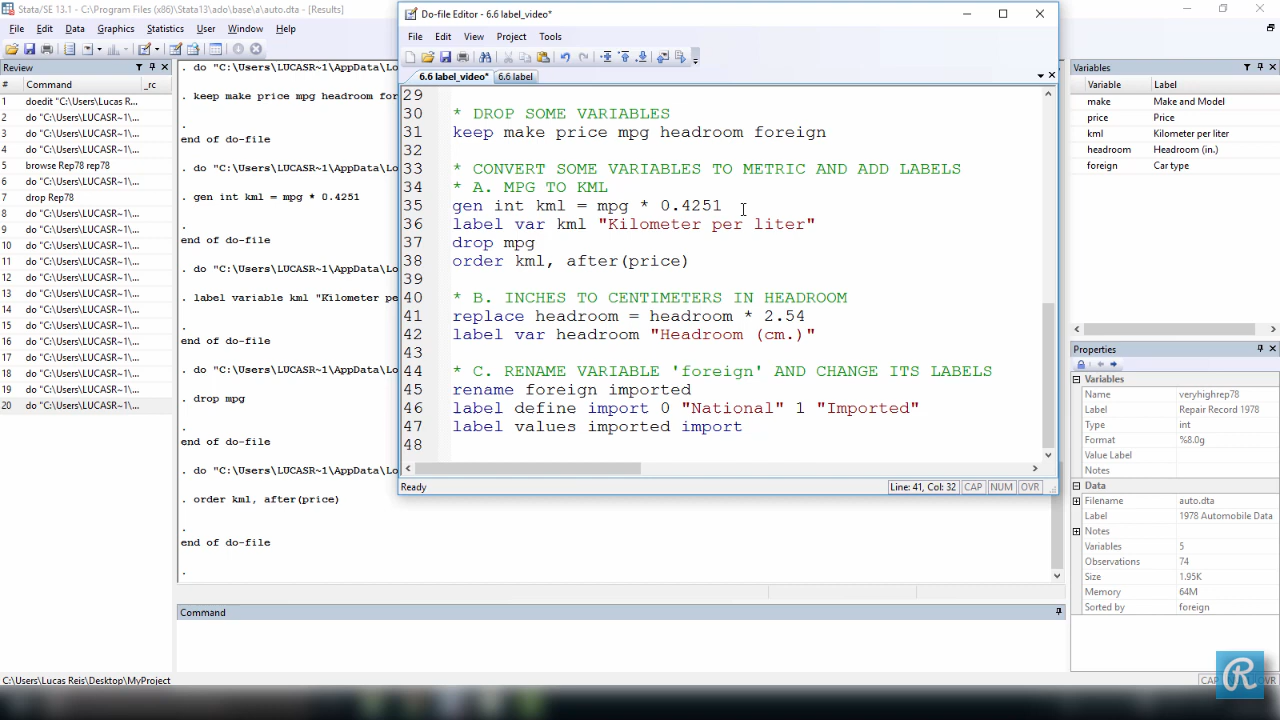 Stata/SE 13.1 - C:\Program Files (x86)\Stata13\ado\base\a\auto.dta - [Results]
File Edit Data Graphics Statistics User Window Help
Review
# Command _rc
1 doedit "C:\Users\Lucas R...
2 do "C:\Users\LUCASR~1\...
3 do "C:\Users\LUCASR~1\...
4 do "C:\Users\LUCASR~1\...
5 browse Rep78 rep78
6 do "C:\Users\LUCASR~1\...
7 drop Rep78
8 do "C:\Users\LUCASR~1\...
9 do "C:\Users\LUCASR~1\...
10 do "C:\Users\LUCASR~1\...
11 do "C:\Users\LUCASR~1\...
12 do "C:\Users\LUCASR~1\...
13 do "C:\Users\LUCASR~1\...
14 do "C:\Users\LUCASR~1\...
15 do "C:\Users\LUCASR~1\...
16 do "C:\Users\LUCASR~1\...
17 do "C:\Users\LUCASR~1\...
18 do "C:\Users\LUCASR~1\...
19 do "C:\Users\LUCASR~1\...
20 do "C:\Users\LUCASR~1\...
. do "C:\Users\LUCASR~1\AppData\Lo
. keep make price mpg headroom for
.
end of do-file
. do "C:\Users\LUCASR~1\AppData\Lo
. gen int kml = mpg * 0.4251
.
end of do-file
. do "C:\Users\LUCASR~1\AppData\Lo
. label variable kml "Kilometer pe
.
end of do-file
. do "C:\Users\LUCASR~1\AppData\Lo
. drop mpg
.
end of do-file
. do "C:\Users\LUCASR~1\AppData\Lo
. order kml, after(price)
.
end of do-file
.
Command
C:\Users\Lucas Reis\Desktop\MyProject
Do-file Editor - 6.6 label_video*
File Edit View Project Tools
6.6 label_video* 6.6 label
29
30 * DROP SOME VARIABLES
31 keep make price mpg headroom foreign
32
33 * CONVERT SOME VARIABLES TO METRIC AND ADD LABELS
34 * A. MPG TO KML
35 gen int kml = mpg * 0.4251
36 label var kml "Kilometer per liter"
37 drop mpg
38 order kml, after(price)
39
40 * B. INCHES TO CENTIMETERS IN HEADROOM
41 replace headroom = headroom * 2.54
42 label var headroom "Headroom (cm.)"
43
44 * C. RENAME VARIABLE 'foreign' AND CHANGE ITS LABELS
45 rename foreign imported
46 label define import 0 "National" 1 "Imported"
47 label values imported import
48
Ready Line: 41, Col: 32 CAP NUM OVR
Variables
Variable Label
make Make and Model
price Price
kml Kilometer per liter
headroom Headroom (in.)
foreign Car type
Properties
Variables
Name veryhighrep78
Label Repair Record 1978
Type int
Format %8.0g
Value Label
Notes
Data
Filename auto.dta
Label 1978 Automobile Data
Notes
Variables 5
Observations 74
Size 1.95K
Memory 64M
Sorted by foreign
R